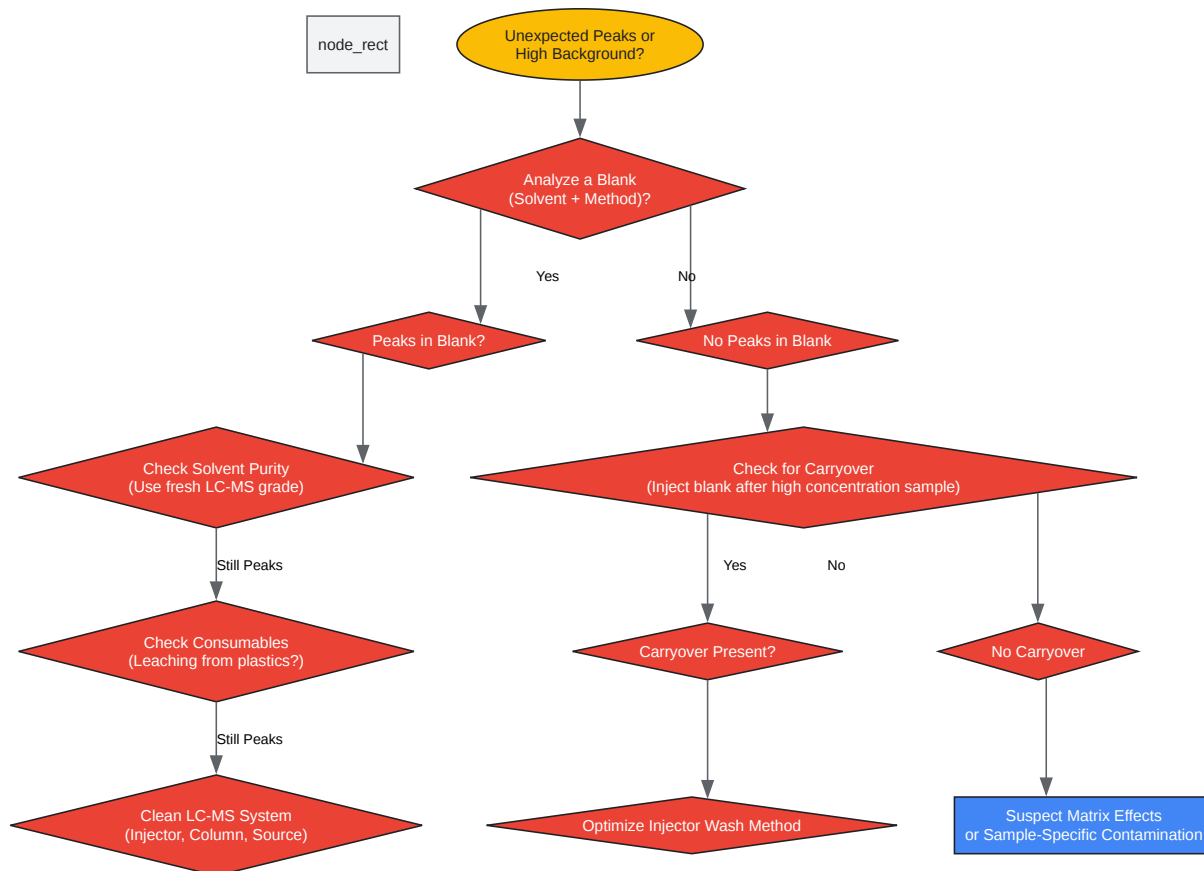 node_rect
Unexpected Peaks or
High Background?
Analyze a Blank
(Solvent + Method)?
Yes
No
Peaks in Blank?
No Peaks in Blank
Check Solvent Purity
(Use fresh LC-MS grade)
Check for Carryover
(Inject blank after high concentration sample)
Still Peaks
Yes
No
Check Consumables
(Leaching from plastics?)
Carryover Present?
No Carryover
Still Peaks
Clean LC-MS System
(Injector, Column, Source)
Optimize Injector Wash Method
Suspect Matrix Effects
or Sample-Specific Contamination